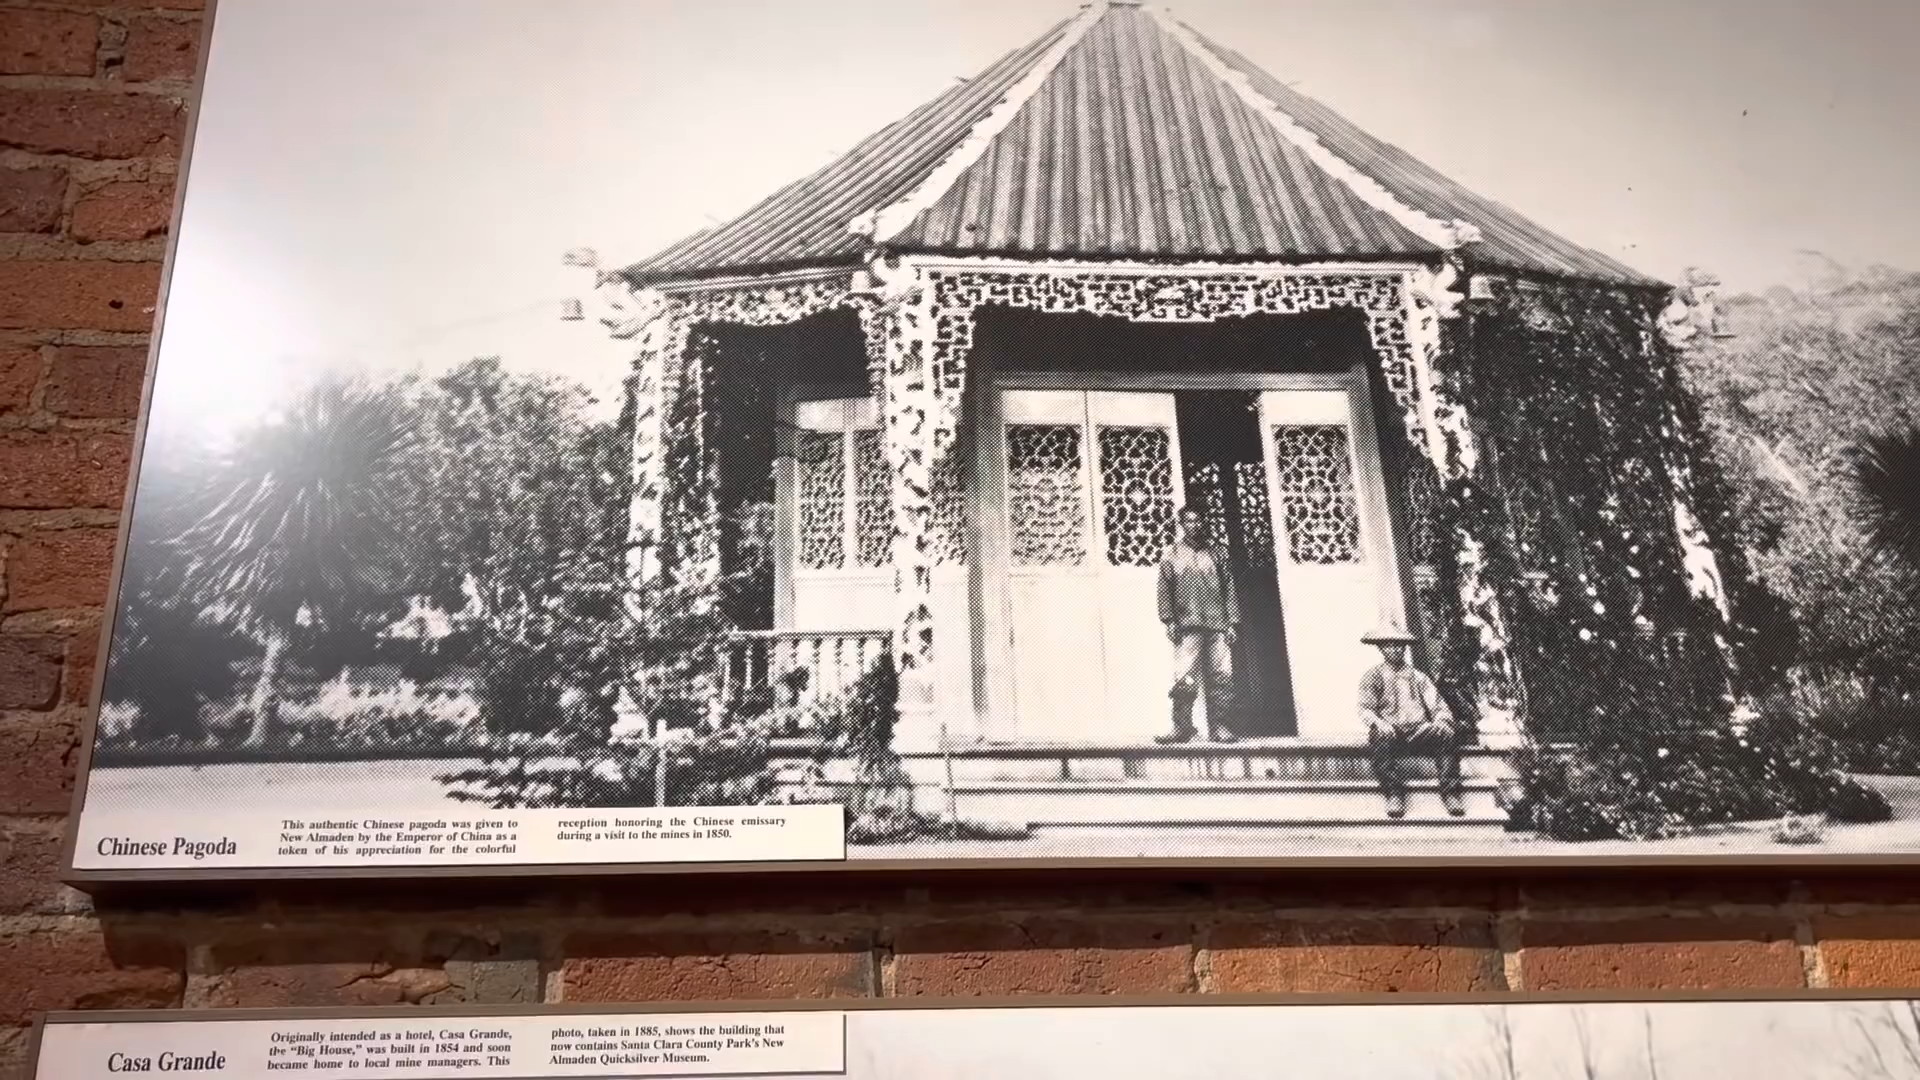 Chinese Pagoda
This authentic Chinese pagoda was given to
New Almaden by the Emperor of China as a
token of his appreciation for the colorful
reception honoring the Chinese emissary
during a visit to the mines in 1850.
Casa Grande
Originally intended as a hotel, Casa Grande,
the “Big House,” was built in 1854 and soon
became home to local mine managers. This
photo, taken in 1885, shows the building that
now contains Santa Clara County Park's New
Almaden Quicksilver Museum.